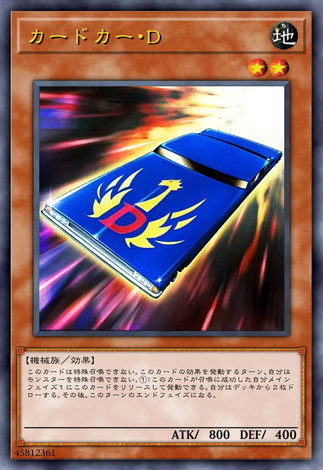 カードカー・D
地
D
【機械族／効果】
このカードは特殊召喚できない。このカードの効果を発動するターン、自分は
モンスターを特殊召喚できない。①：このカードが召喚に成功した自分メイン
フェイズ１にこのカードをリリースして発動できる。自分はデッキから２枚ド
ローする。その後、このターンのエンドフェイズになる。
ATK/ 800 DEF/ 400
45812361